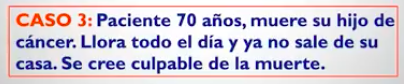 CASO 3: Paciente 70 años, muere su hijo de
cáncer. Llora todo el día y ya no sale de su
casa. Se cree culpable de la muerte.